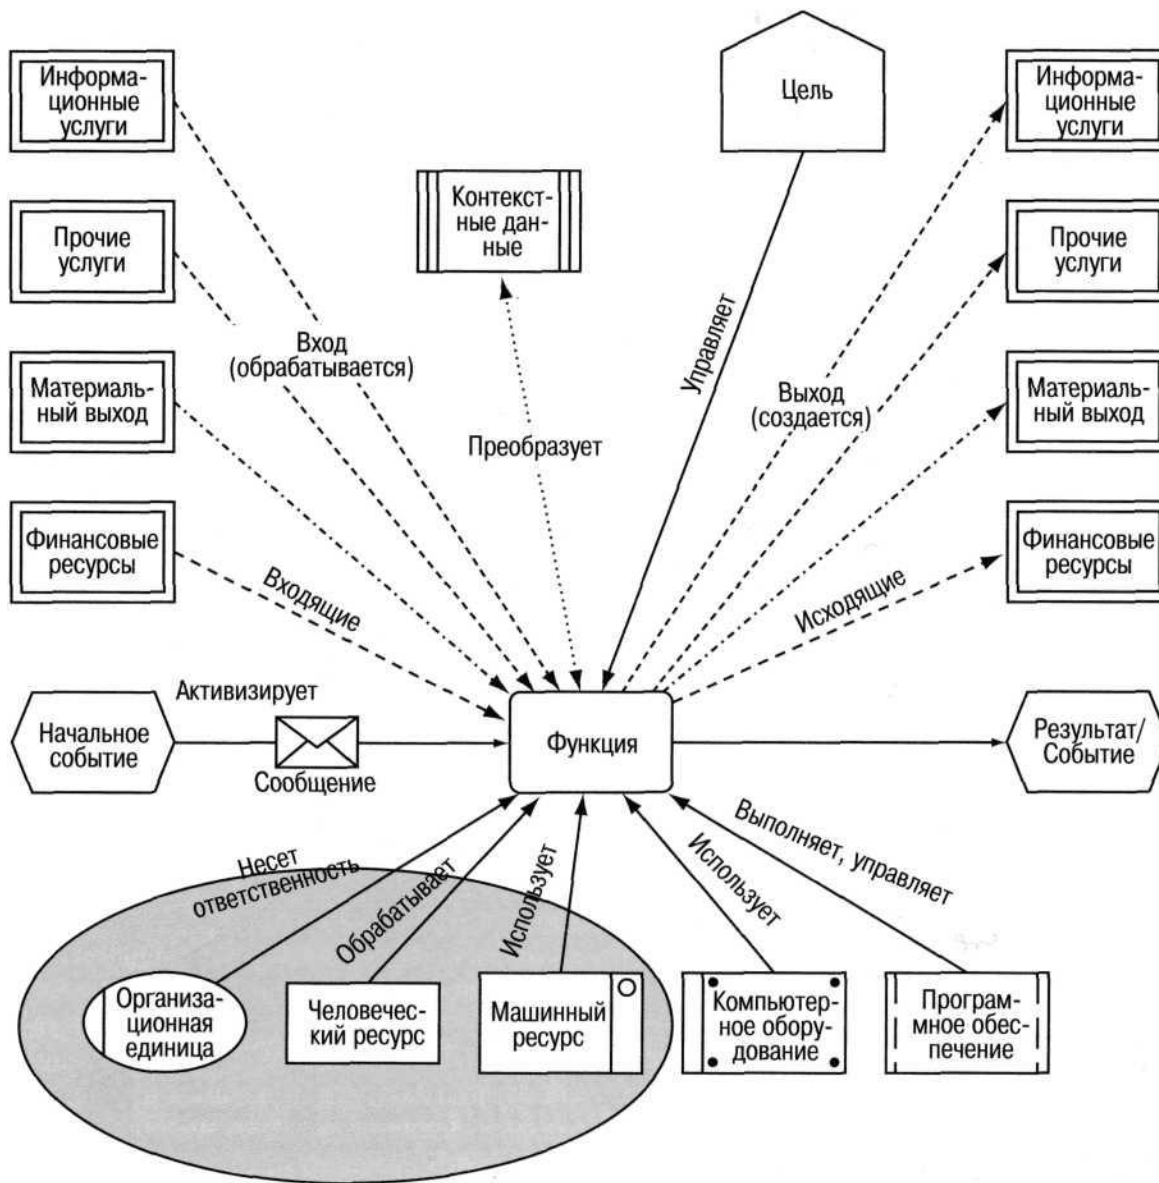 Информа-
ционные
услуги
Цель
Информа-
ционные
услуги
Контекст-
ные дан-
ные
Прочие
услуги
Прочие
услуги
Управляет
Вход
(обрабатывается)
Материаль-
ный выход
Преобразует
Выход
(создается)
Материаль-
ный выход
Финансовые
ресурсы
Входящие
Исходящие
Финансовые
ресурсы
Активизирует
Начальное
событие
Сообщение
Функция
Результат/
Событие
Несет
ответственность
Обрабатывает
Использует
Использует
Выполняет, управляет
Организа-
ционная
единица
Человечес-
кий ресурс
Машинный
ресурс
Компьютер-
ное обору-
дование
Програм-
мное обес-
печение